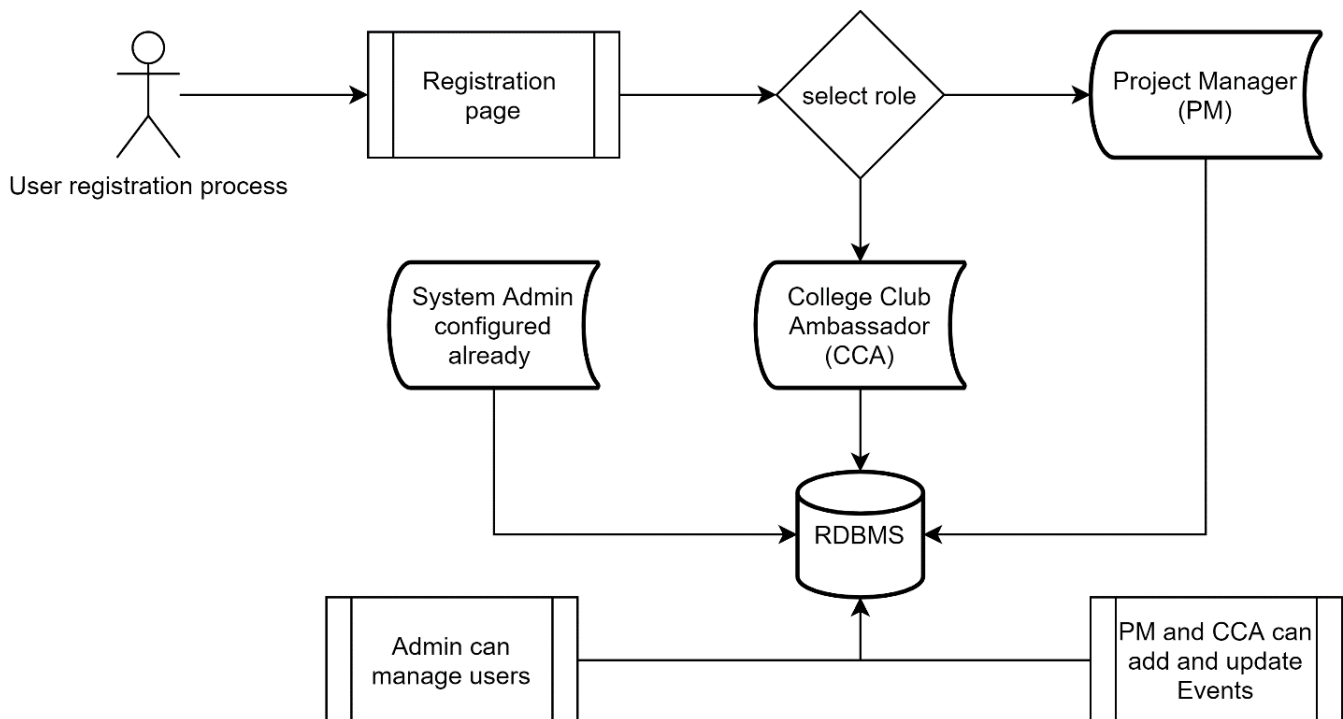 Registration
page
select role
Project Manager
(PM)
User registration process
System Admin
configured
already
College Club
Ambassador
(CCA)
RDBMS
Admin can
manage users
PM and CCA can
add and update
Events